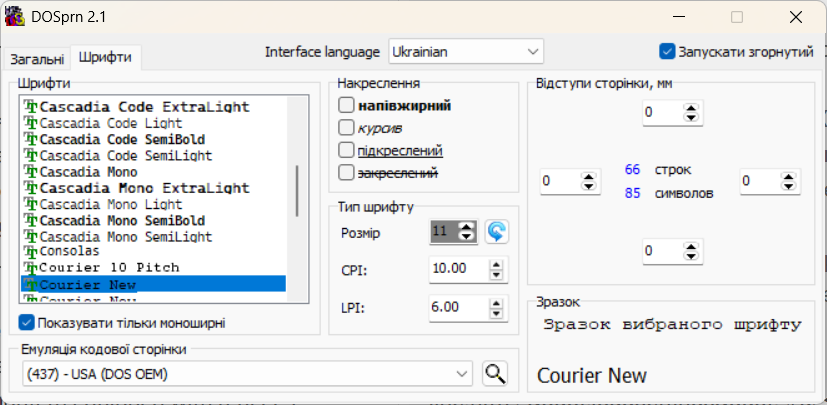 DOSprn 2.1
Загальні
Шрифти
Interface language
Ukrainian
Запускати згорнутий
Шрифти
Cascadia Code ExtraLight
Cascadia Code Light
Cascadia Code SemiBold
Cascadia Code SemiLight
Cascadia Mono
Cascadia Mono ExtraLight
Cascadia Mono Light
Cascadia Mono SemiBold
Cascadia Mono SemiLight
Consolas
Courier 10 Pitch
Courier New
Courier New
Показувати тільки моноширні
Накреслення
напівжирний
курсив
підкреслений
закреслений
Тип шрифту
Розмір
11
CPI:
10.00
LPI:
6.00
Відступи сторінки, мм
0
0
66 строк
85 символов
0
0
Емуляція кодової сторінки
(437) - USA (DOS OEM)
Зразок
Зразок вибраного шрифту
Courier New